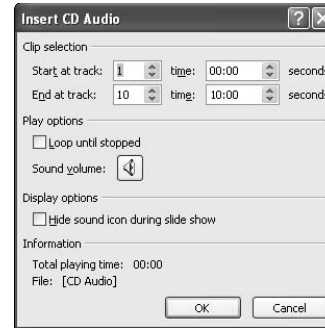 Insert CD Audio
Clip selection
Start at track: 1 time: 00:00 seconds
End at track: 10 time: 10:00 seconds
Play options
Loop until stopped
Sound volume:
Display options
Hide sound icon during slide show
Information
Total playing time: 00:00
File: [CD Audio]
OK Cancel